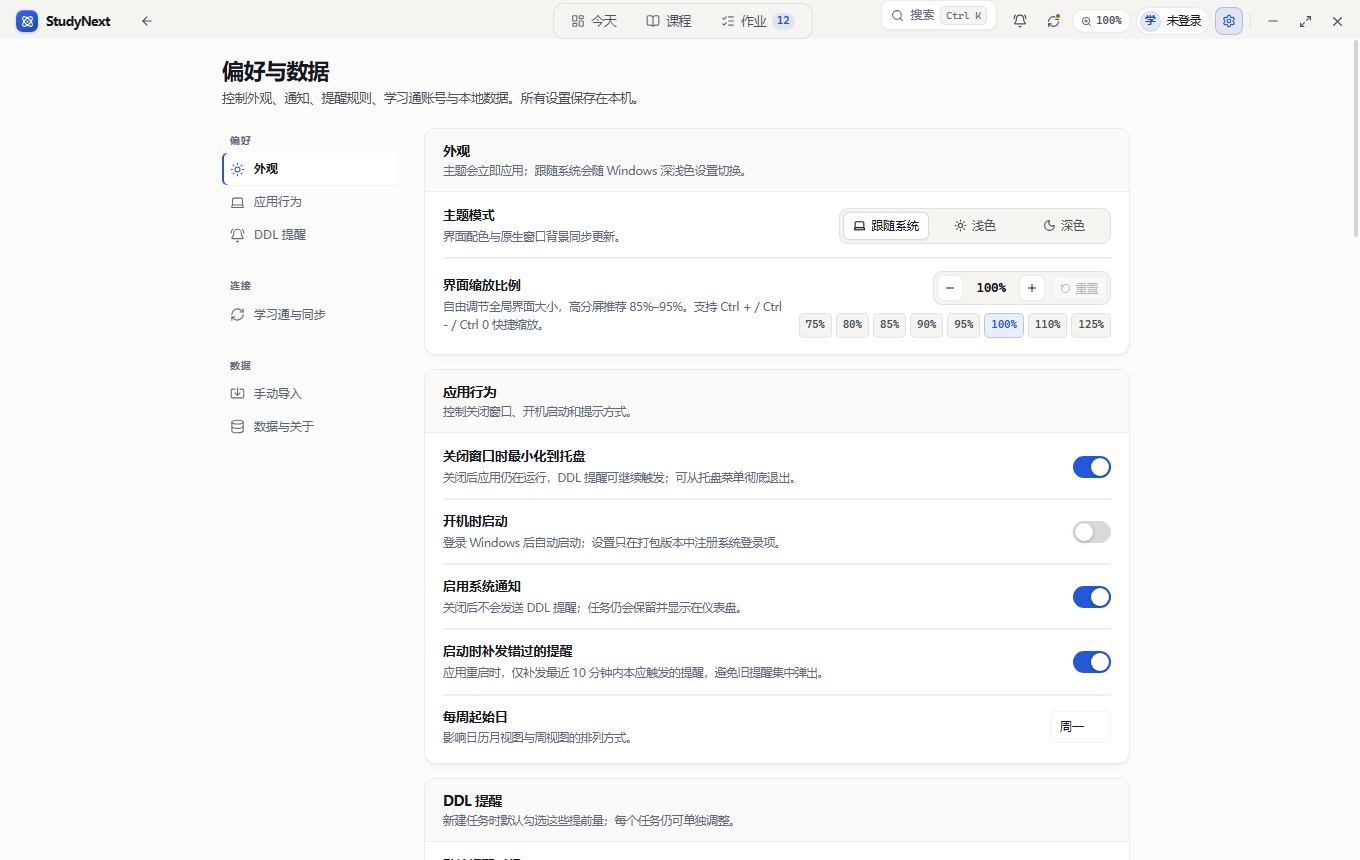 StudyNext
今天
课程
作业 12
搜索 Ctrl K
100%
学 未登录
偏好与数据
控制外观、通知、提醒规则、学习通账号与本地数据。所有设置保存在本机。
偏好
外观
应用行为
DDL 提醒
连接
学习通与同步
数据
手动导入
数据与关于
外观
主题会立即应用；跟随系统会随 Windows 深浅色设置切换。
主题模式
界面配色与原生窗口背景同步更新。
跟随系统
浅色
深色
界面缩放比例
自由调节全局界面大小，高分屏推荐 85%–95%。支持 Ctrl + / Ctrl
- / Ctrl 0 快捷缩放。
− 100% +
重置
75% 80% 85% 90% 95% 100% 110% 125%
应用行为
控制关闭窗口、开机启动和提示方式。
关闭窗口时最小化到托盘
关闭后应用仍在运行，DDL 提醒可继续触发；可从托盘菜单彻底退出。
开机时启动
登录 Windows 后自动启动；设置只在打包版本中注册系统登录项。
启用系统通知
关闭后不会发送 DDL 提醒；任务仍会保留并显示在仪表盘。
启动时补发错过的提醒
应用重启时，仅补发最近 10 分钟内本应触发的提醒，避免旧提醒集中弹出。
每周起始日
影响日历月视图与周视图的排列方式。
周一
DDL 提醒
新建任务时默认勾选这些提前量；每个任务仍可单独调整。